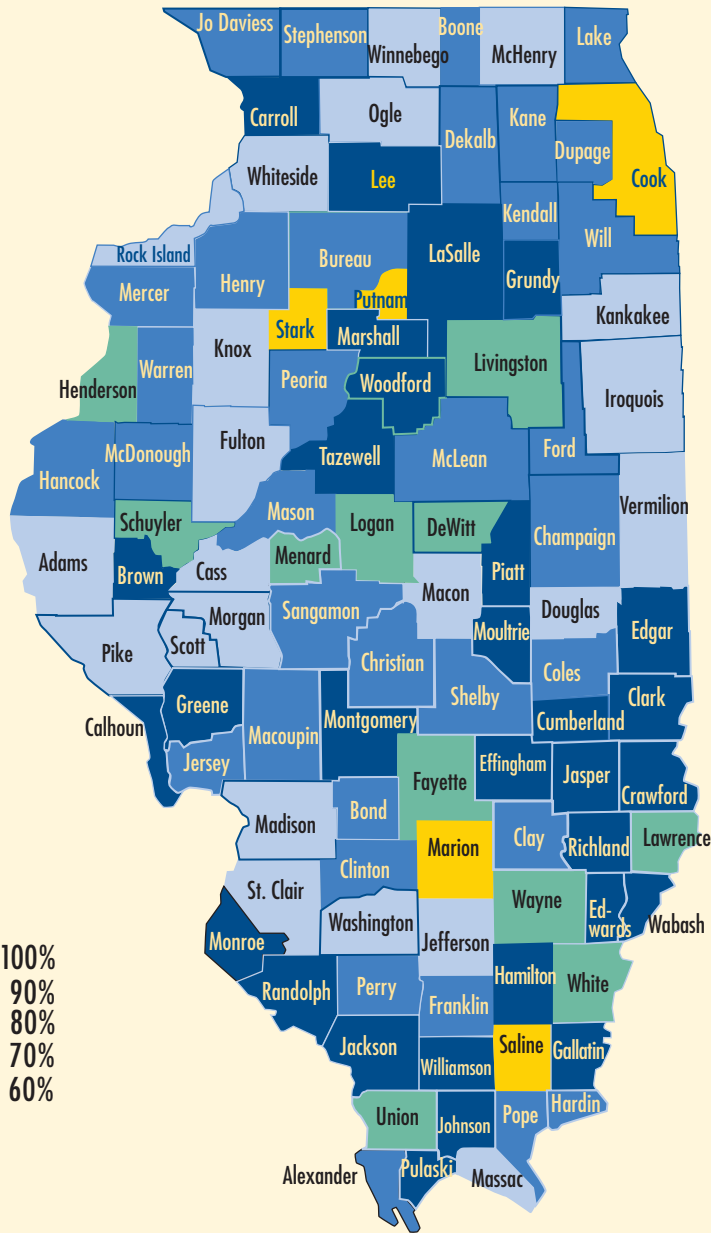 Jo Daviess
Stephenson
Winnebego
Boone
McHenry
Lake
Carroll
Ogle
Dekalb
Kane
Dupage
Cook
Whiteside
Lee
Kendall
Will
Rock Island
Bureau
LaSalle
Grundy
Mercer
Henry
Putnam
Kankakee
Stark
Knox
Marshall
Livingston
Henderson
Warren
Peoria
Woodford
Iroquois
Fulton
Tazewell
McLean
Ford
Hancock
McDonough
Vermilion
Schuyler
Mason
Logan
DeWitt
Champaign
Adams
Brown
Cass
Menard
Macon
Piatt
Pike
Scott
Morgan
Sangamon
Moultrie
Douglas
Edgar
Christian
Coles
Calhoun
Greene
Montgomery
Shelby
Cumberland
Clark
Jersey
Macoupin
Fayette
Effingham
Jasper
Crawford
Madison
Bond
Marion
Clay
Richland
Lawrence
Clinton
St. Clair
Washington
Wayne
Ed-
wards
Wabash
Monroe
Jefferson
100%
90%
80%
70%
60%
Randolph
Perry
Franklin
Hamilton
White
Jackson
Williamson
Saline
Gallatin
Union
Johnson
Pope
Hardin
Alexander
Pulaski
Massac